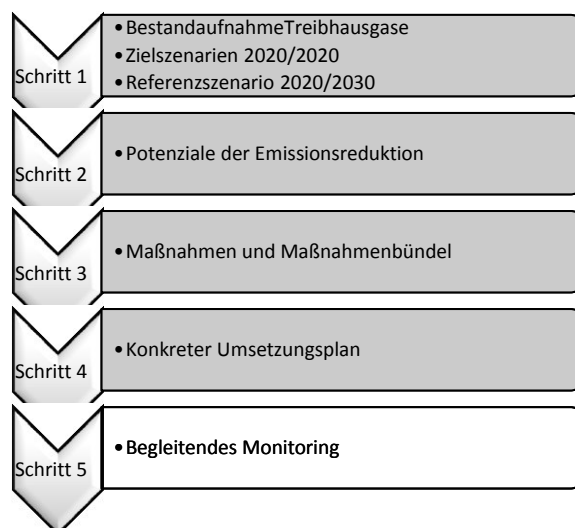 Schritt 1
• BestandaufnahmeTreibhausgase
• Zielszenarien 2020/2020
• Referenzszenario 2020/2030
Schritt 2
• Potenziale der Emissionsreduktion
Schritt 3
• Maßnahmen und Maßnahmenbündel
Schritt 4
• Konkreter Umsetzungsplan
Schritt 5
• Begleitendes Monitoring